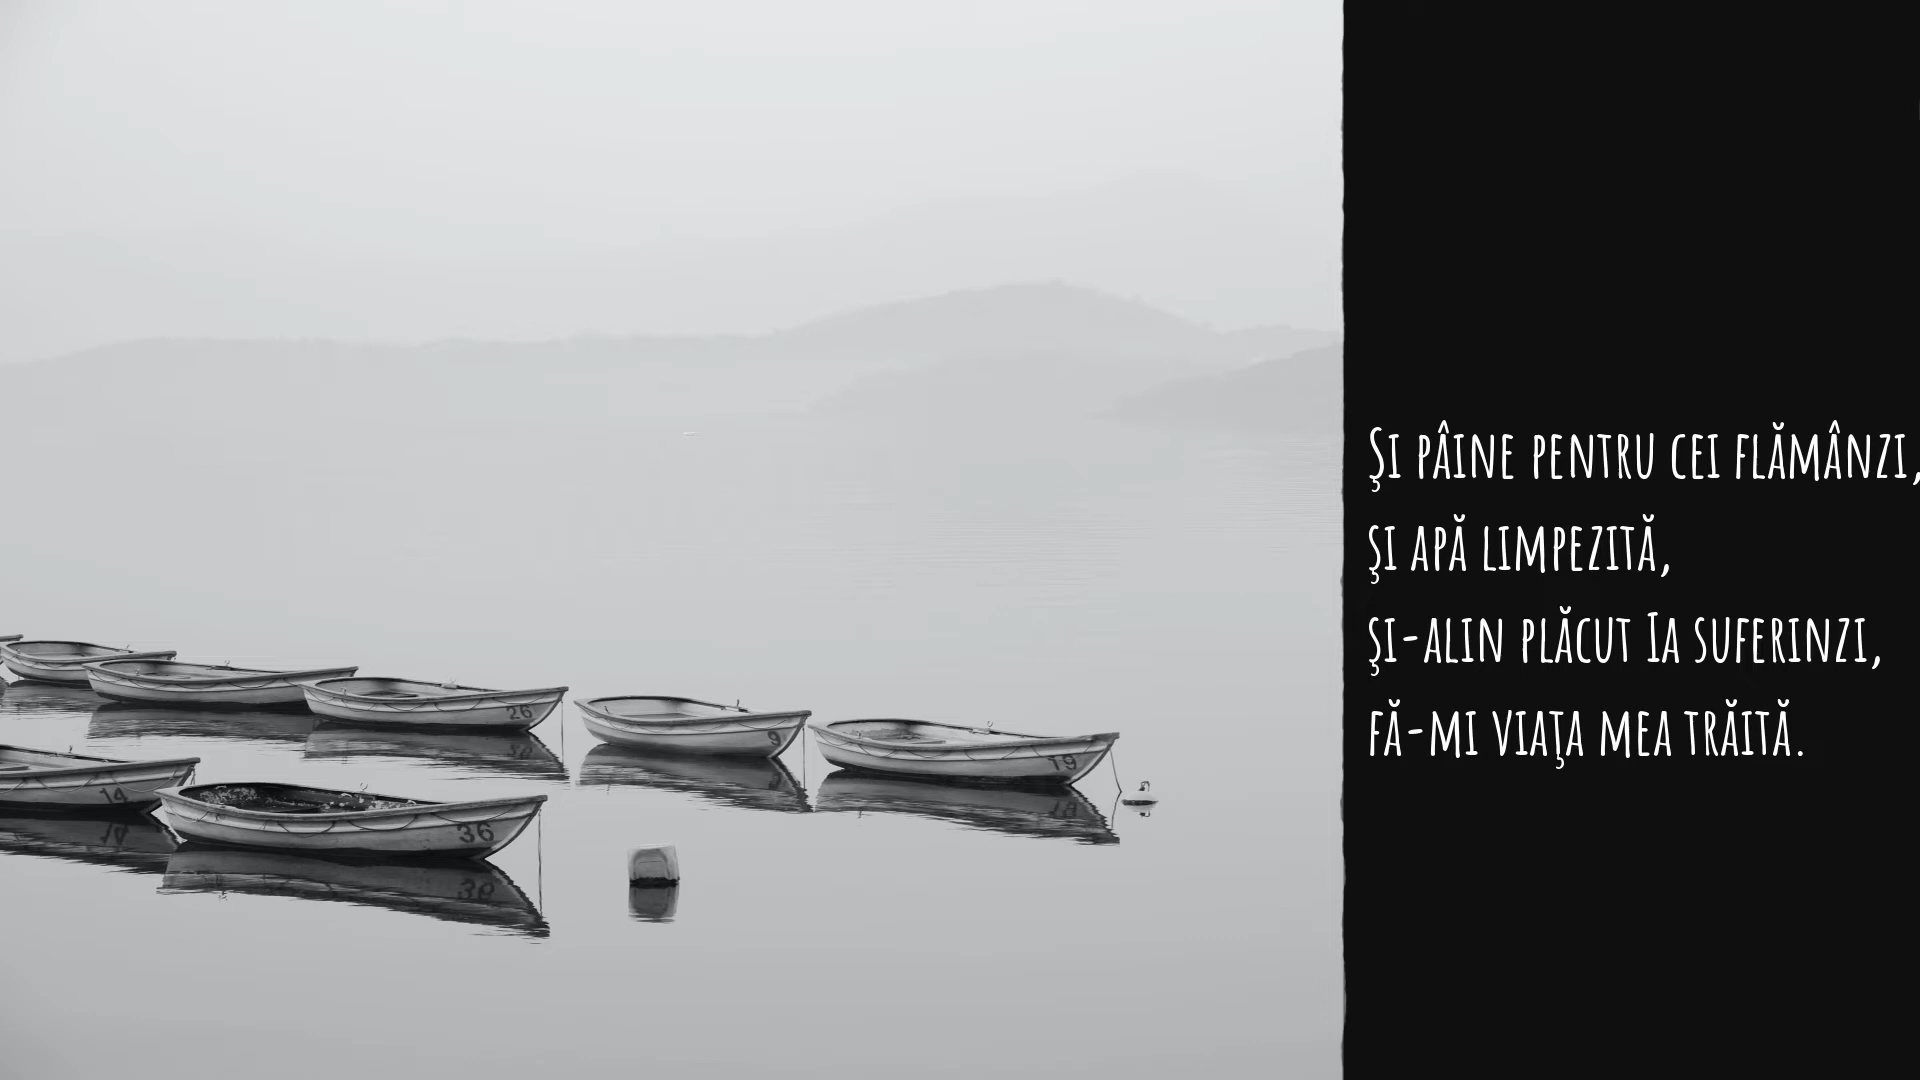 Şi pâine pentru cei flămânzi,
şi apă limpezită,
şi-alin plăcut la suferinzi,
fă-mi viaţa mea trăită.
26
9
19
14
36